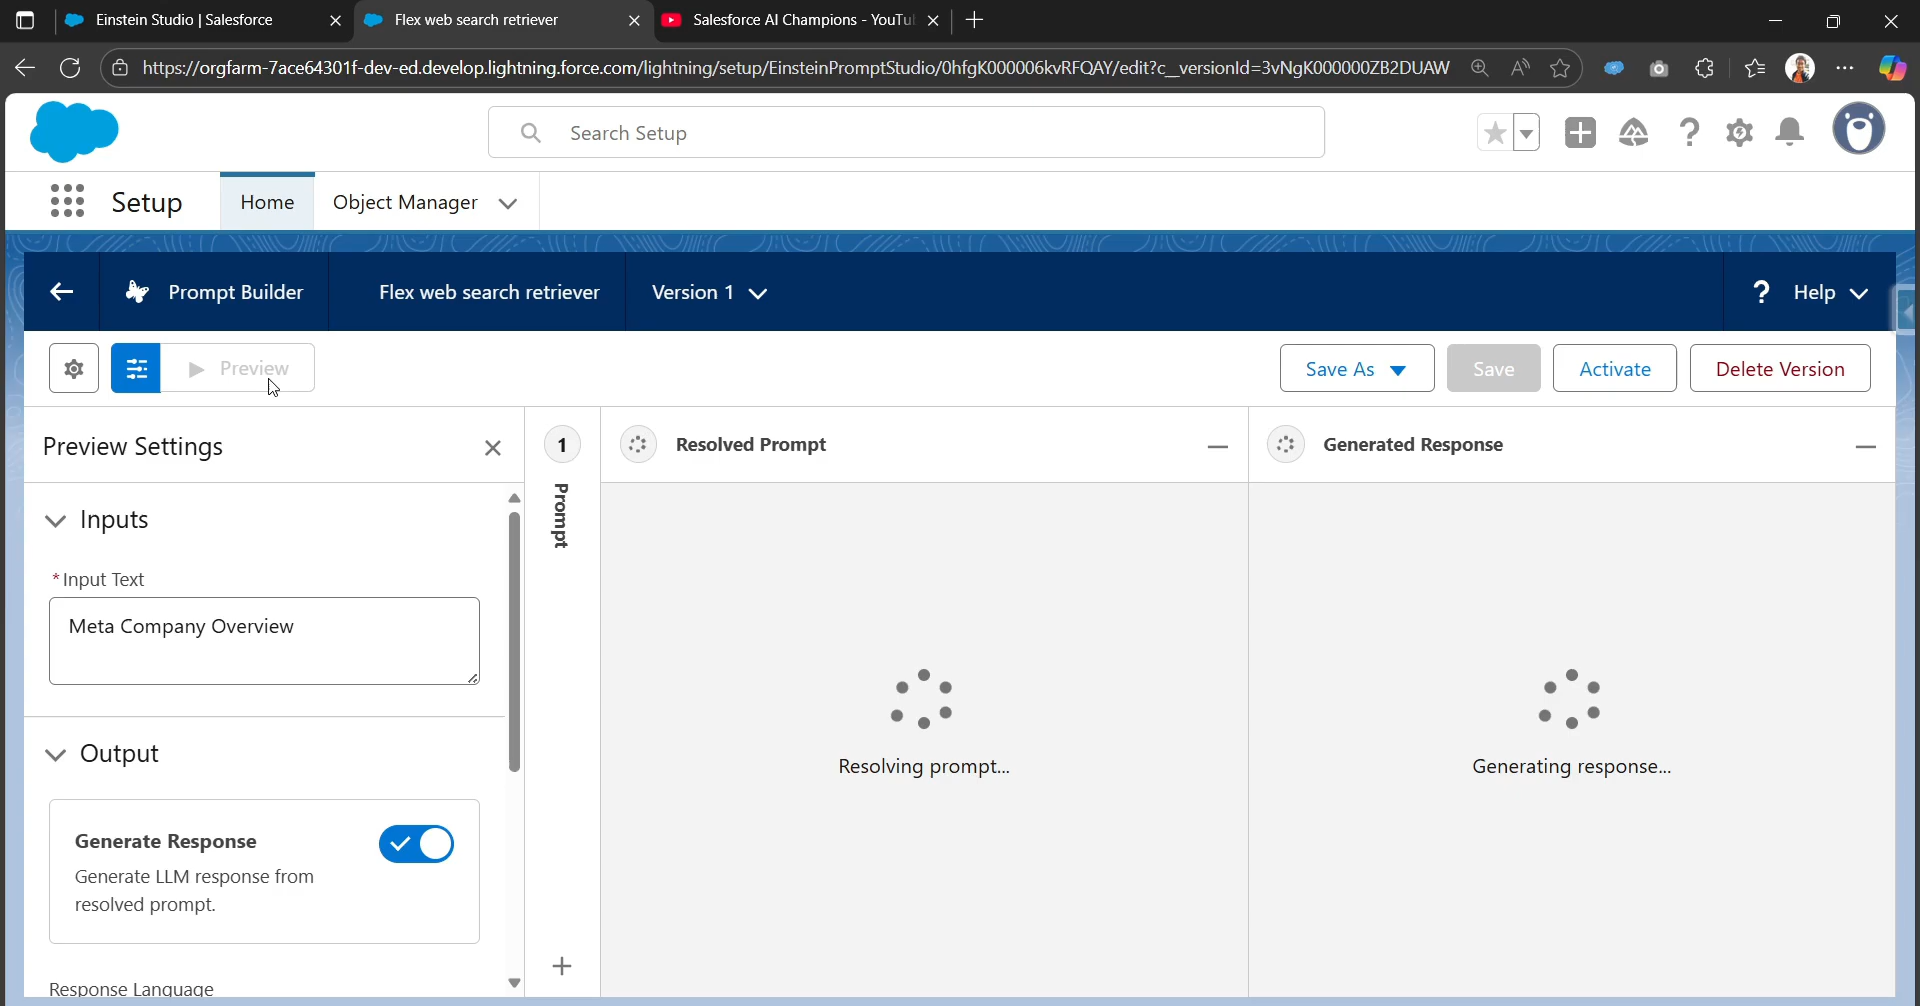 Einstein Studio | Salesforce
Flex web search retriever
Salesforce AI Champions - YouTu
https://orgfarm-7ace64301f-dev-ed.develop.lightning.force.com/lightning/setup/EinsteinPromptStudio/0hfgK000006kvRFQAY/edit?c__versionId=3vNgK000000ZB2DUAW
Search Setup
Setup
Home
Object Manager
Prompt Builder
Flex web search retriever
Version 1
? Help
Preview
Save As
Save
Activate
Delete Version
Preview Settings
1
Prompt
Resolved Prompt
Generated Response
Inputs
*Input Text
Meta Company Overview
Output
Generate Response
Generate LLM response from
resolved prompt.
Response Language
Resolving prompt...
Generating response...